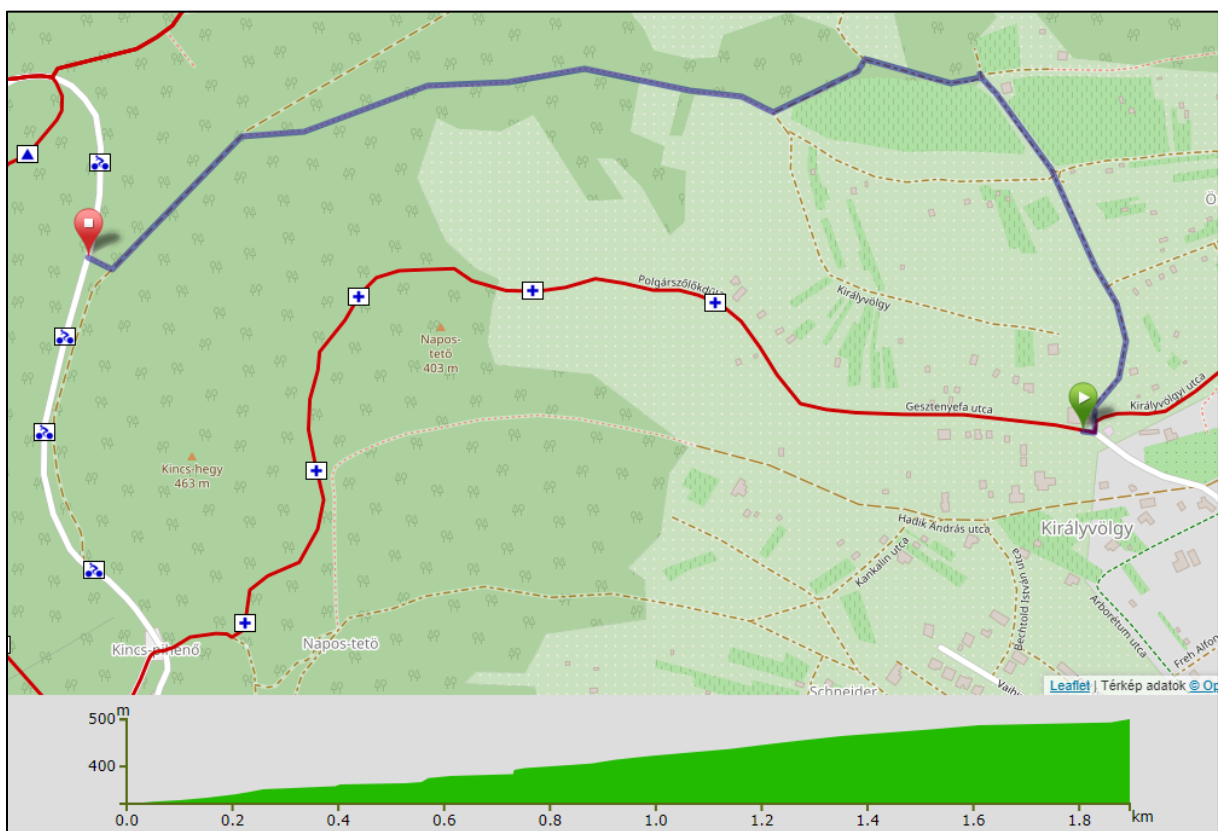 Ö
Polgárszőlőkdűlő
Királyvölgy
Napos-
tető
403 m
Királyvölgyi utca
Gesztenyefa utca
Kincs-hegy
463 m
Hadik András utca
Királyvölgy
Kankalin utca
Bechtold István utca
Arborétum utca
Kincs-pihenő
Napos-tető
Freh Alfon
Schneider
Leaflet | Térkép adatok © Op
500 m
400
0.0 0.2 0.4 0.6 0.8 1.0 1.2 1.4 1.6 1.8 km